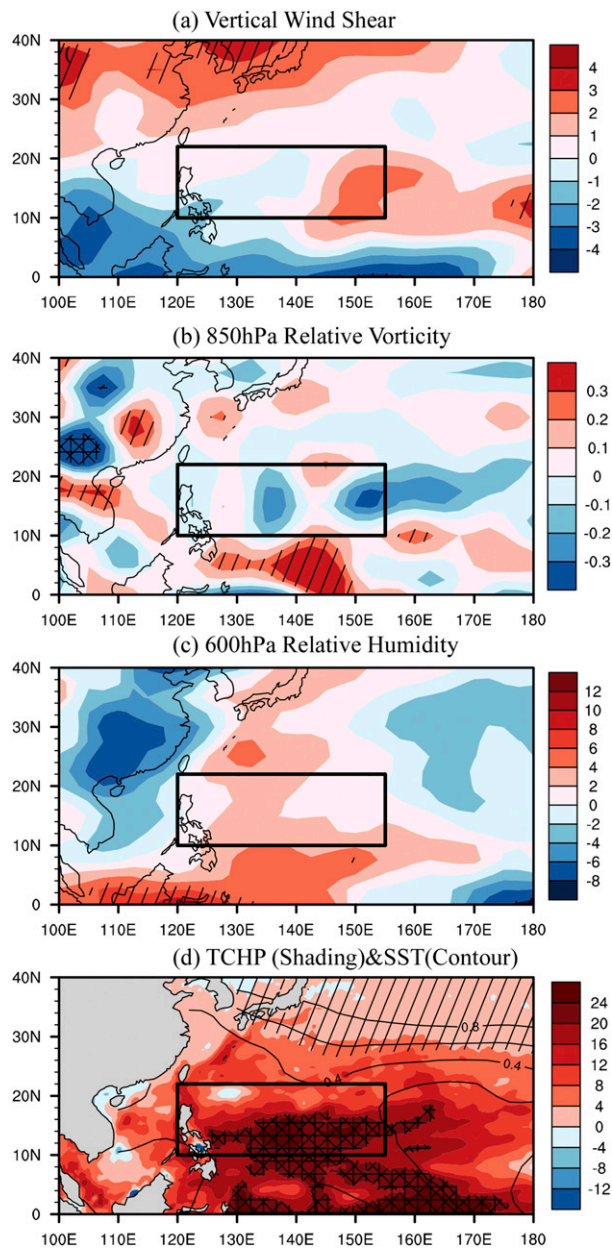 (a) Vertical Wind Shear
40N
30N
20N
10N
0
100E 110E 120E 130E 140E 150E 160E 170E 180
4
3
2
1
0
-1
-2
-3
-4
(b) 850hPa Relative Vorticity
40N
30N
20N
10N
0
100E 110E 120E 130E 140E 150E 160E 170E 180
0.3
0.2
0.1
0
-0.1
-0.2
-0.3
(c) 600hPa Relative Humidity
40N
30N
20N
10N
0
100E 110E 120E 130E 140E 150E 160E 170E 180
12
10
8
6
4
2
0
-2
-4
-6
-8
(d) TCHP (Shading)&SST(Contour)
40N
30N
20N
10N
0
0.8
0.4
0.4
100E 110E 120E 130E 140E 150E 160E 170E 180
24
20
16
12
8
4
0
-4
-8
-12